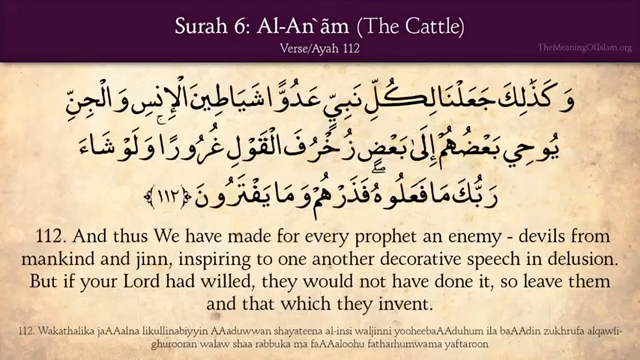 Surah 6: Al-An`ãm (The Cattle)
Verse/Ayah 112
TheMeaningOfIslam.org
وَكَذَٰلِكَ جَعَلْنَا لِكُلِّ نَبِيٍّ عَدُوًّا شَيَاطِينَ الْإِنسِ وَالْجِنِّ
يُوحِي بَعْضُهُمْ إِلَىٰ بَعْضٍ زُخْرُفَ الْقَوْلِ غُرُورًا ۚ وَلَوْ شَاءَ
رَبُّكَ مَا فَعَلُوهُ ۖ فَذَرْهُمْ وَمَا يَفْتَرُونَ ﴿١١٢﴾
112. And thus We have made for every prophet an enemy - devils from
mankind and jinn, inspiring to one another decorative speech in delusion.
But if your Lord had willed, they would not have done it, so leave them
and that which they invent.
112. Wakathalika jaAAalna likullinabiyyin AAaduwwan shayateena al-insi waljinni yooheebaAAduhum ila baAAdin zukhrufa alqawli-
ghurooran walaw shaa rabbuka ma faAAaloohu fatharhumwama yaftaroon